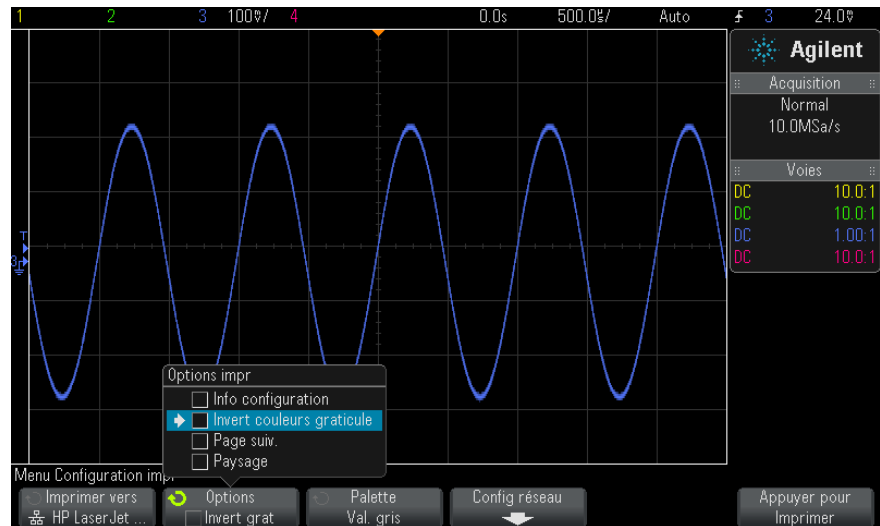 1 2 3 100V/ 4 0.0s 500.0µ/ Auto 3 24.0V
Agilent
Acquisition
Normal
10.0MSa/s
Voies
DC 10.0:1
DC 10.0:1
DC 1.00:1
DC 10.0:1
T
3
Options impr
Info configuration
Invert couleurs graticule
Page suiv.
Paysage
Menu Configuration impr
Imprimer vers
HP LaserJet ...
Options
Invert grat
Palette
Val. gris
Config réseau
Appuyer pour
Imprimer